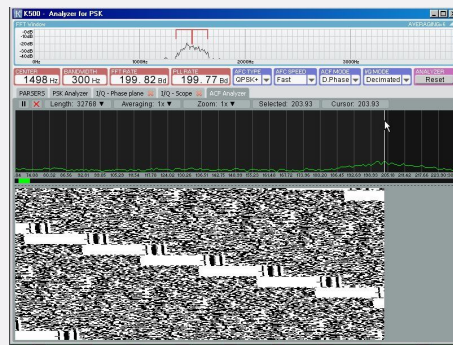 K500 - Analyzer for PSK
FFT window AVERAGING
-0dB
-10dB
-20dB
-30dB
-40dB
0Hz 1000Hz 2000Hz 3000Hz
CENTER BANDWIDTH FFT RATE PLL RATE AFC TYPE AFC SPEED ACF MODE I/Q MODE ANALYZER
1498 Hz 300 Hz 199.82 Bd 199.77 Bd QPSK+ Fast D.Phase Decimated Reset
PARSERS PSK Analyzer I/Q - Phase plane I/Q - Scope ACF Analyzer
Length: 32768 Averaging: 1x Zoom: 1x Selected: 203.93 Cursor: 203.93